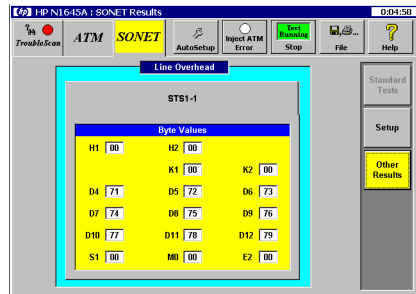 HP N1645A : SONET Results 0:04:58
TroubleScan ATM SONET AutoSetup Inject ATM Error Test Running Stop File Help
Line Overhead
Standard Tests
STS1-1
Byte Values
Setup
H1 00 H2 00
K1 00 K2 00
Other Results
D4 71 D5 72 D6 73
D7 74 D8 75 D9 76
D10 77 D11 78 D12 79
S1 00 M0 00 E2 00